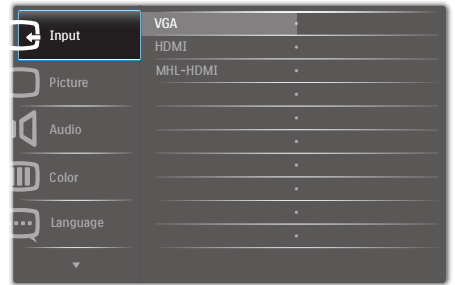 Input
Picture
Audio
Color
Language
VGA
HDMI
MHL-HDMI